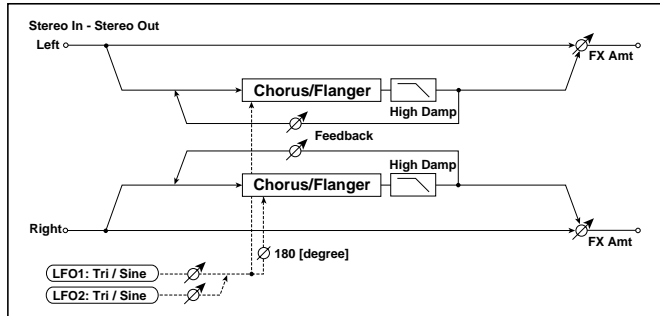 Stereo In - Stereo Out
Left
FX Amt
Chorus/Flanger
High Damp
Feedback
High Damp
Chorus/Flanger
Right
FX Amt
180 [degree]
LFO1: Tri / Sine
LFO2: Tri / Sine